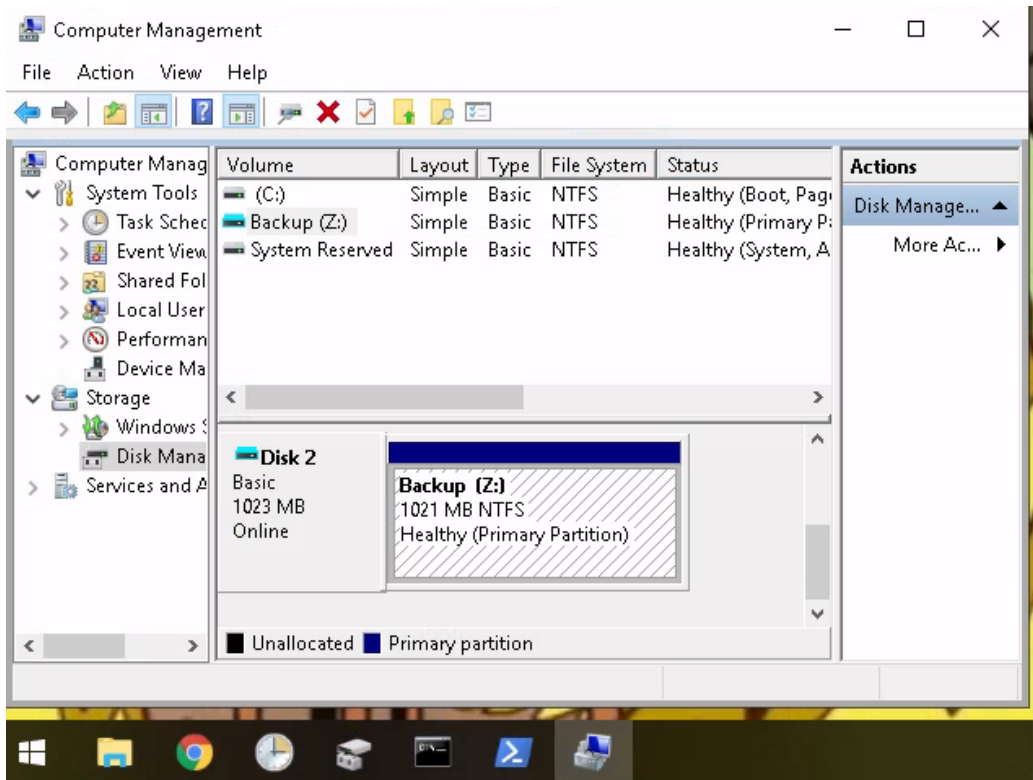 Computer Management
File Action View Help
Computer Manag
System Tools
Task Sched
Event View
Shared Fol
Local User
Performan
Device Ma
Storage
Windows S
Disk Mana
Services and A
Volume Layout Type File System Status
(C:) Simple Basic NTFS Healthy (Boot, Pag
Backup (Z:) Simple Basic NTFS Healthy (Primary P
System Reserved Simple Basic NTFS Healthy (System, A
Disk 2
Basic
1023 MB
Online
Backup (Z:)
1021 MB NTFS
Healthy (Primary Partition)
Unallocated Primary partition
Actions
Disk Manage...
More Ac...